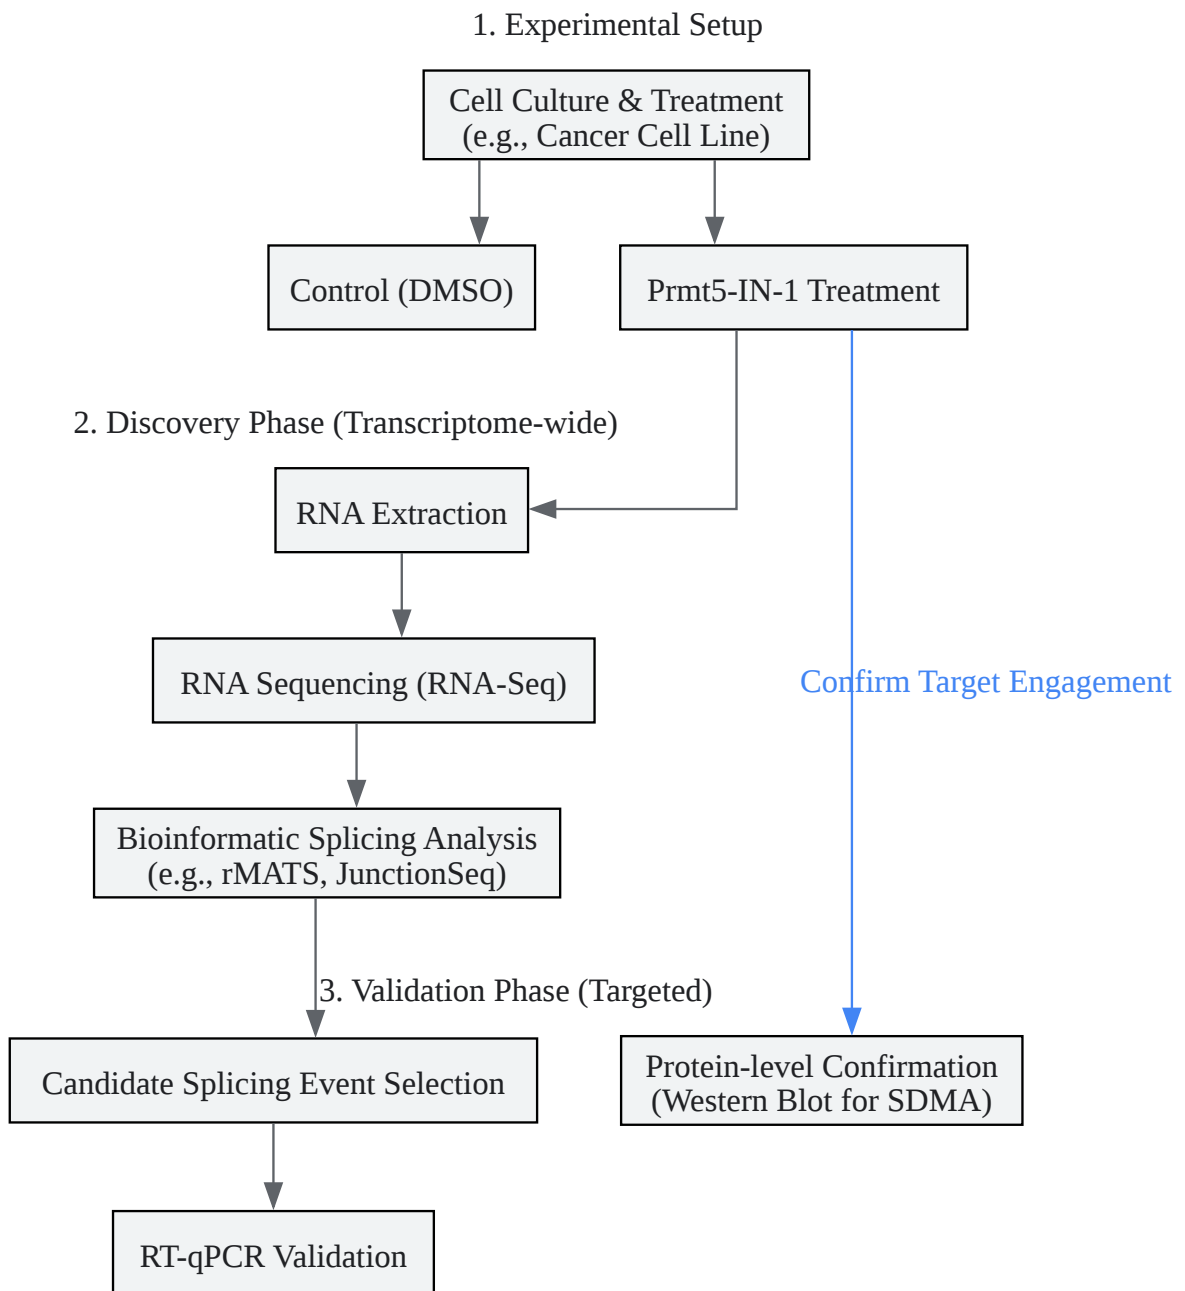 1. Experimental Setup
Cell Culture & Treatment
(e.g., Cancer Cell Line)
Control (DMSO)
Prmt5-IN-1 Treatment
2. Discovery Phase (Transcriptome-wide)
RNA Extraction
RNA Sequencing (RNA-Seq)
Confirm Target Engagement
Bioinformatic Splicing Analysis
(e.g., rMATS, JunctionSeq)
3. Validation Phase (Targeted)
Candidate Splicing Event Selection
Protein-level Confirmation
(Western Blot for SDMA)
RT-qPCR Validation